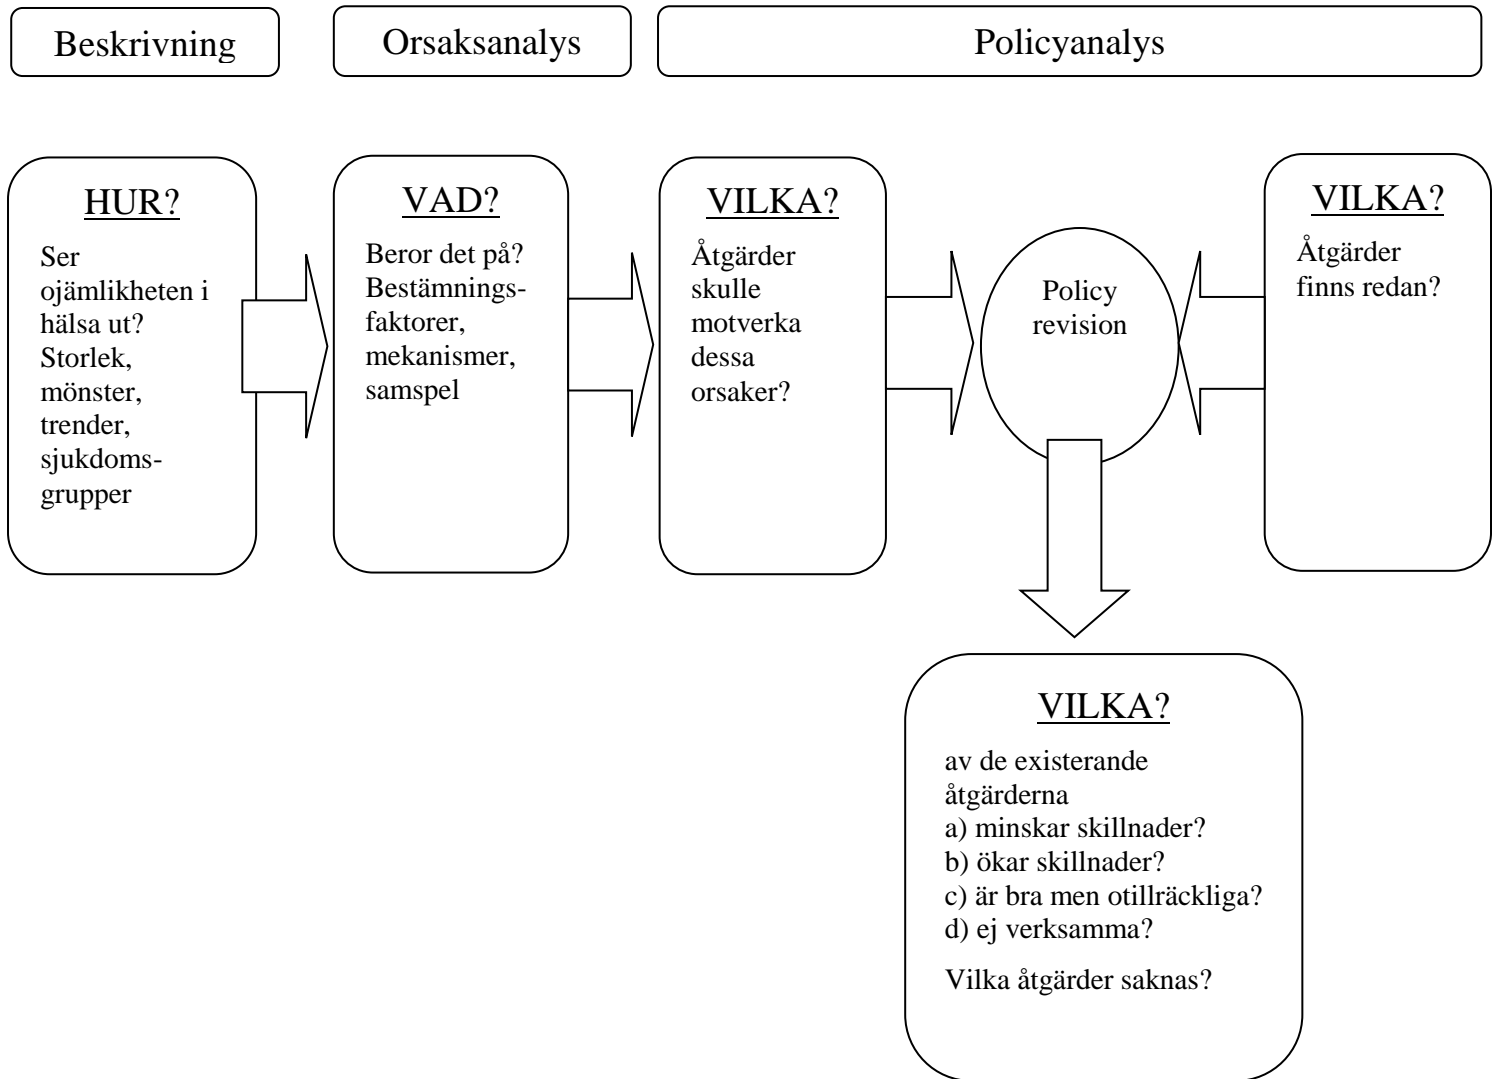 Beskrivning
Orsaksanalys
Policyanalys
HUR?
Ser
ojämlikheten i
hälsa ut?
Storlek,
mönster,
trender,
sjukdoms-
grupper
VAD?
Beror det på?
Bestämnings-
faktorer,
mekanismer,
samspel
VILKA?
Åtgärder
skulle
motverka
dessa
orsaker?
Policy
revision
VILKA?
Åtgärder
finns redan?
VILKA?
av de existerande
åtgärderna
a) minskar skillnader?
b) ökar skillnader?
c) är bra men otillräckliga?
d) ej verksamma?
Vilka åtgärder saknas?